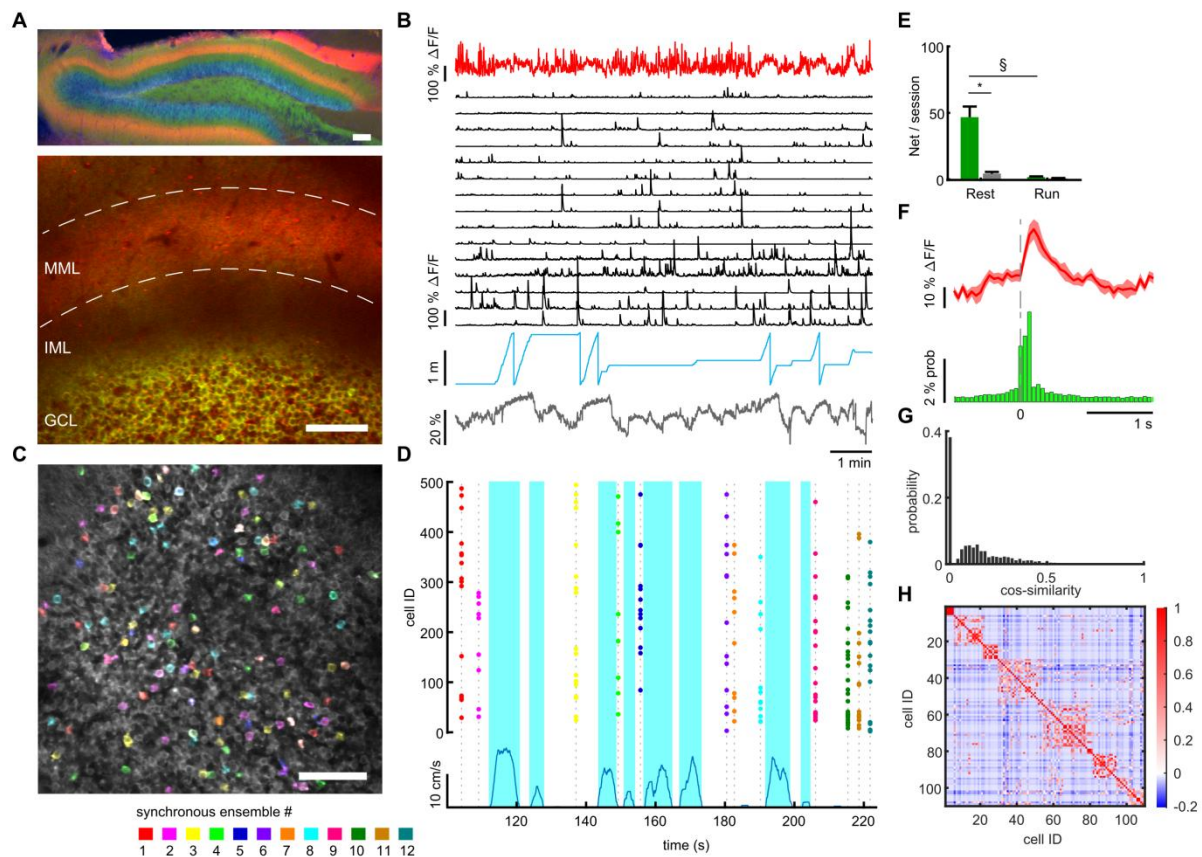 A
MML
IML
GCL
B
100 % ΔF/F
100 % ΔF/F
1 m
20 %
1 min
C
synchronous ensemble #
1 2 3 4 5 6 7 8 9 10 11 12
D
500
400
300
200
100
0
cell ID
10 cm/s
120 140 160 180 200 220
time (s)
E
100
50
0
Net / session
§
*
Rest Run
F
10 % ΔF/F
2 % prob
0
1 s
G
0.4
0.2
0
probability
0 0.5 1
cos-similarity
H
20
40
60
80
100
cell ID
20 40 60 80 100
cell ID
1
0.8
0.6
0.4
0.2
0
-0.2